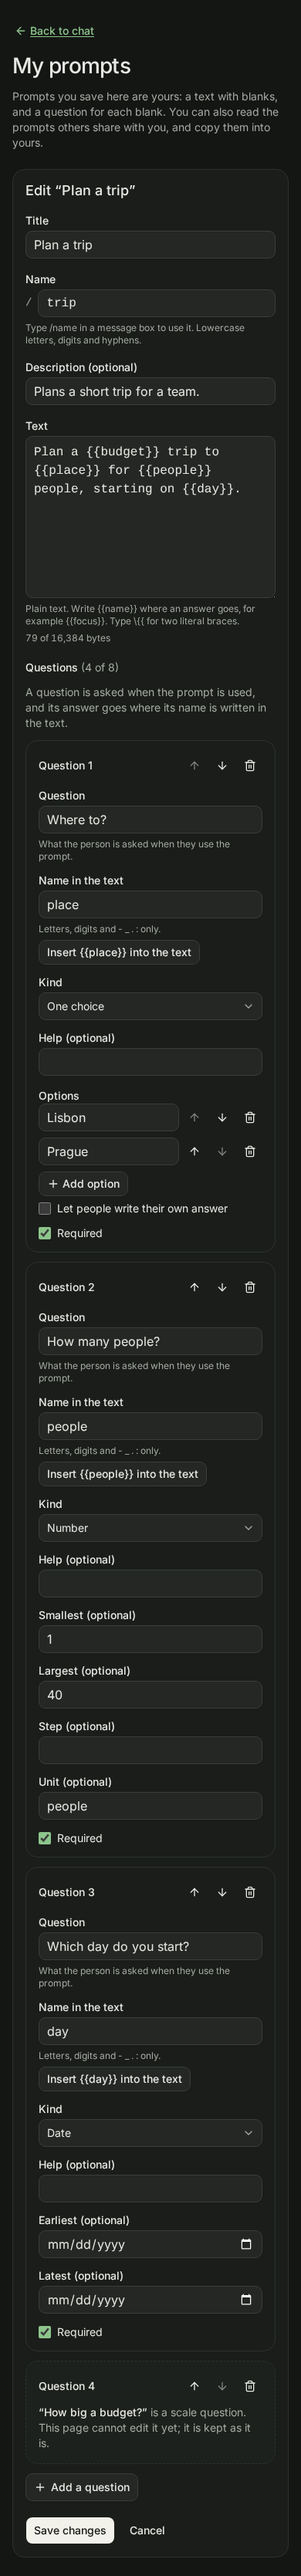 Back to chat
My prompts
Prompts you save here are yours: a text with blanks,
and a question for each blank. You can also read the
prompts others share with you, and copy them into
yours.
Edit “Plan a trip”
Title
Plan a trip
Name
/ trip
Type /name in a message box to use it. Lowercase
letters, digits and hyphens.
Description (optional)
Plans a short trip for a team.
Text
Plan a {{budget}} trip to
{{place}} for {{people}}
people, starting on {{day}}.
Plain text. Write {{name}} where an answer goes, for
example {{focus}}. Type \{{ for two literal braces.
79 of 16,384 bytes
Questions (4 of 8)
A question is asked when the prompt is used,
and its answer goes where its name is written in
the text.
Question 1
Question
Where to?
What the person is asked when they use the
prompt.
Name in the text
place
Letters, digits and - _ . : only.
Insert {{place}} into the text
Kind
One choice
Help (optional)
Options
Lisbon
Prague
Add option
Let people write their own answer
Required
Question 2
Question
How many people?
What the person is asked when they use the
prompt.
Name in the text
people
Letters, digits and - _ . : only.
Insert {{people}} into the text
Kind
Number
Help (optional)
Smallest (optional)
1
Largest (optional)
40
Step (optional)
Unit (optional)
people
Required
Question 3
Question
Which day do you start?
What the person is asked when they use the
prompt.
Name in the text
day
Letters, digits and - _ . : only.
Insert {{day}} into the text
Kind
Date
Help (optional)
Earliest (optional)
mm/dd/yyyy
Latest (optional)
mm/dd/yyyy
Required
Question 4
“How big a budget?” is a scale question.
This page cannot edit it yet; it is kept as it
is.
Add a question
Save changes
Cancel